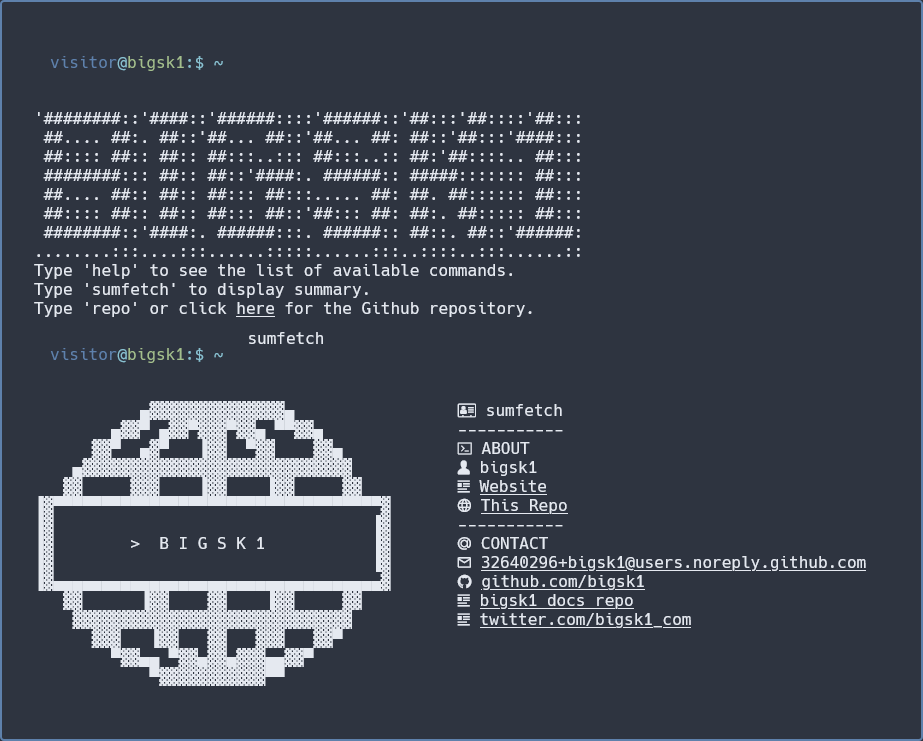 visitor@bigsk1:$ ~
'########::'####::'######::::'######::'##:::'##::::'##:::
 ##.... ##:. ##::'##... ##::'##... ##: ##::'##:::'####:::
 ##:::: ##:: ##:: ##:::..::: ##:::..:: ##:'##::::.. ##:::
 ########::: ##:: ##::'####:. ######:: #####::::::: ##:::
 ##.... ##:: ##:: ##::: ##:::..... ##: ##. ##:::::: ##:::
 ##:::: ##:: ##:: ##::: ##::'##::: ##: ##:. ##::::: ##:::
 ########::'####:. ######:::. ######:: ##::. ##::'######:
........:::....:::......:::::......:::..::::..:::......::
Type 'help' to see the list of available commands.
Type 'sumfetch' to display summary.
Type 'repo' or click here for the Github repository.
sumfetch
visitor@bigsk1:$ ~
sumfetch
-----------
ABOUT
bigsk1
Website
This Repo
-----------
> B I G S K 1
CONTACT
32640296+bigsk1@users.noreply.github.com
github.com/bigsk1
bigsk1 docs repo
twitter.com/bigsk1_com